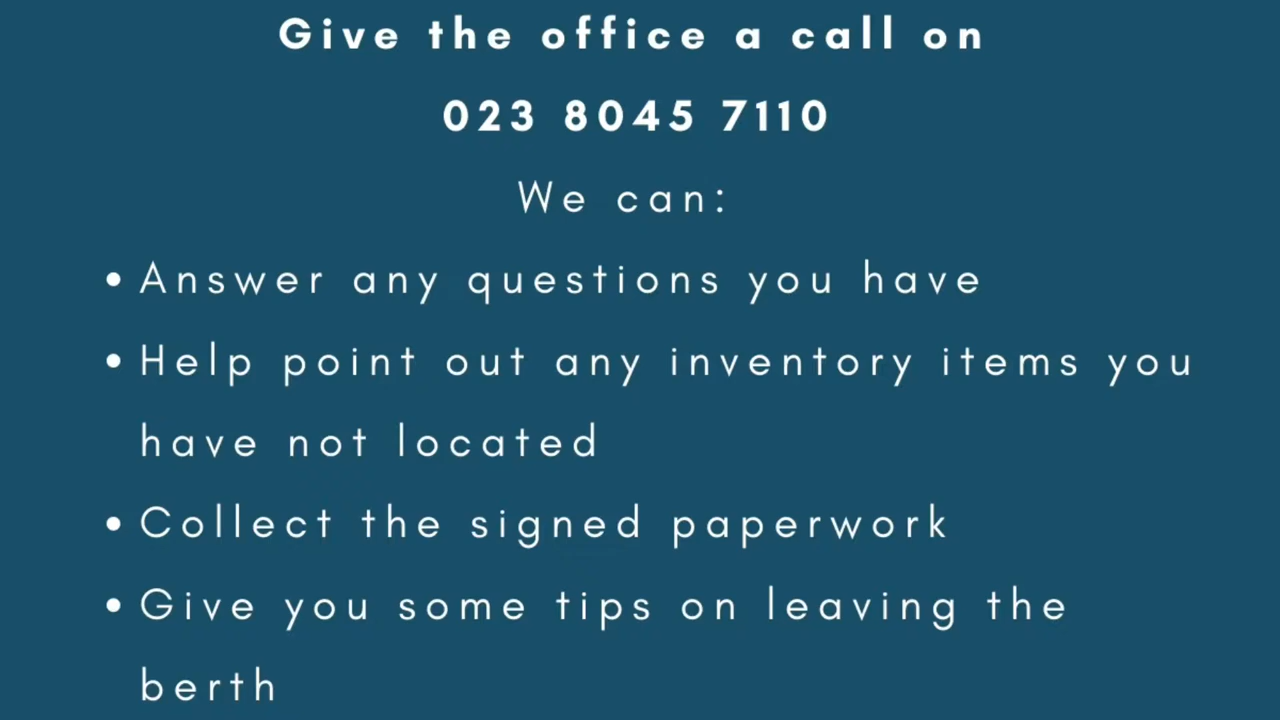 Give the office a call on
023 8045 7110
We can:
• Answer any questions you have
• Help point out any inventory items you
have not located
• Collect the signed paperwork
• Give you some tips on leaving the
berth